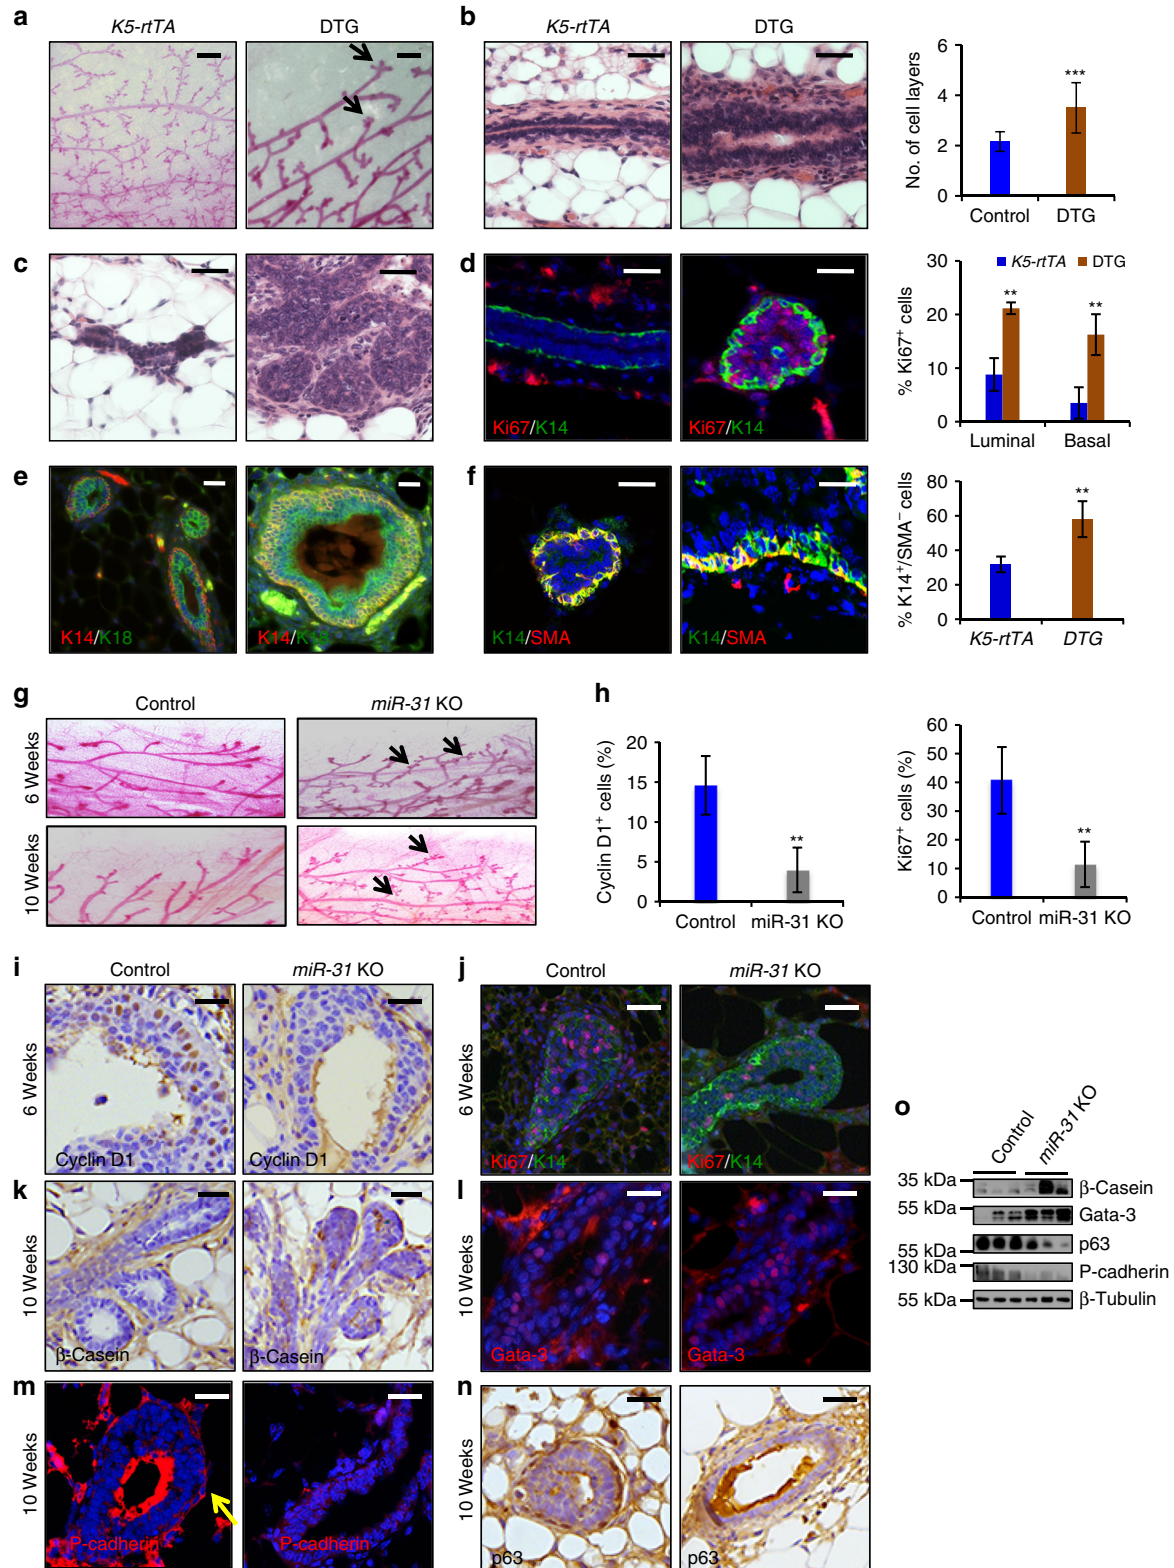 a
K5-rtTA
DTG
b
K5-rtTA
DTG
No. of cell layers
6
4
2
0
***
Control
DTG
c
d
Ki67/K14
Ki67/K14
% Ki67⁺ cells
30
20
10
0
K5-rtTA
DTG
**
**
Luminal
Basal
e
K14/K18
K14/K18
f
K14/SMA
K14/SMA
% K14⁺/SMA⁻ cells
80
60
40
20
0
**
K5-rtTA
DTG
g
Control
miR-31 KO
6 Weeks
10 Weeks
h
Cyclin D1⁺ cells (%)
20
15
10
5
0
**
Control
miR-31 KO
Ki67⁺ cells (%)
60
50
40
30
20
10
0
**
Control
miR-31 KO
i
Control
miR-31 KO
6 Weeks
Cyclin D1
Cyclin D1
j
Control
miR-31 KO
6 Weeks
Ki67/K14
Ki67/K14
k
10 Weeks
β-Casein
β-Casein
l
10 Weeks
Gata-3
Gata-3
m
10 Weeks
P-cadherin
P-cadherin
n
10 Weeks
p63
p63
o
Control
miR-31 KO
35 kDa
β-Casein
55 kDa
Gata-3
p63
55 kDa
130 kDa
P-cadherin
55 kDa
β-Tubulin